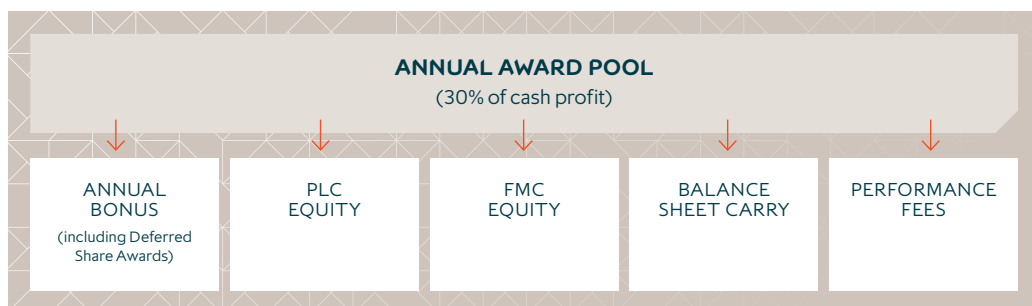 ANNUAL AWARD POOL
(30% of cash profit)
ANNUAL
BONUS
(including Deferred
Share Awards)
PLC
EQUITY
FMC
EQUITY
BALANCE
SHEET CARRY
PERFORMANCE
FEES